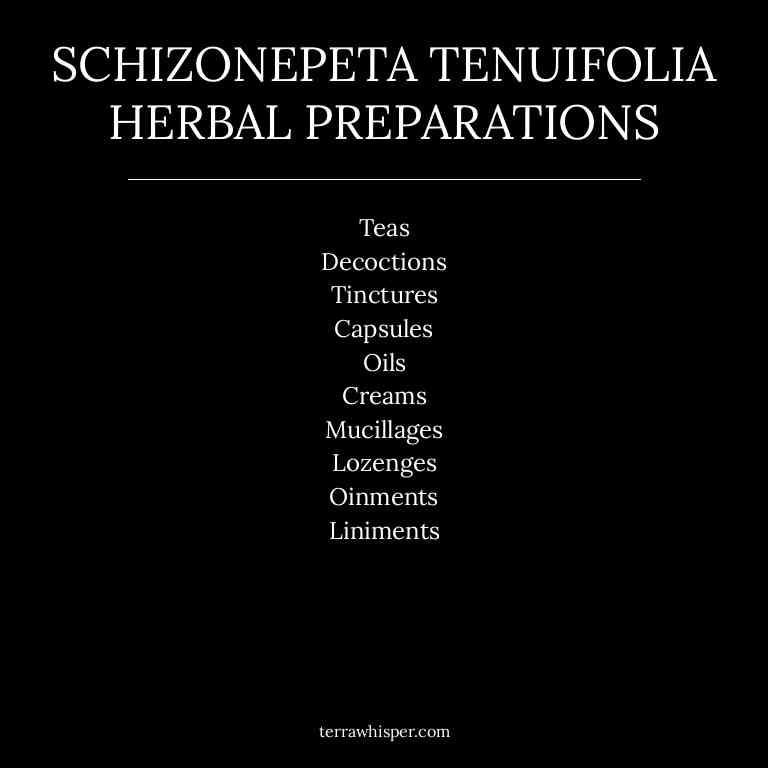 SCHIZONEPETA TENUIFOLIA
HERBAL PREPARATIONS
Teas
Decoctions
Tinctures
Capsules
Oils
Creams
Mucillages
Lozenges
Oinments
Liniments
terrawhisper.com